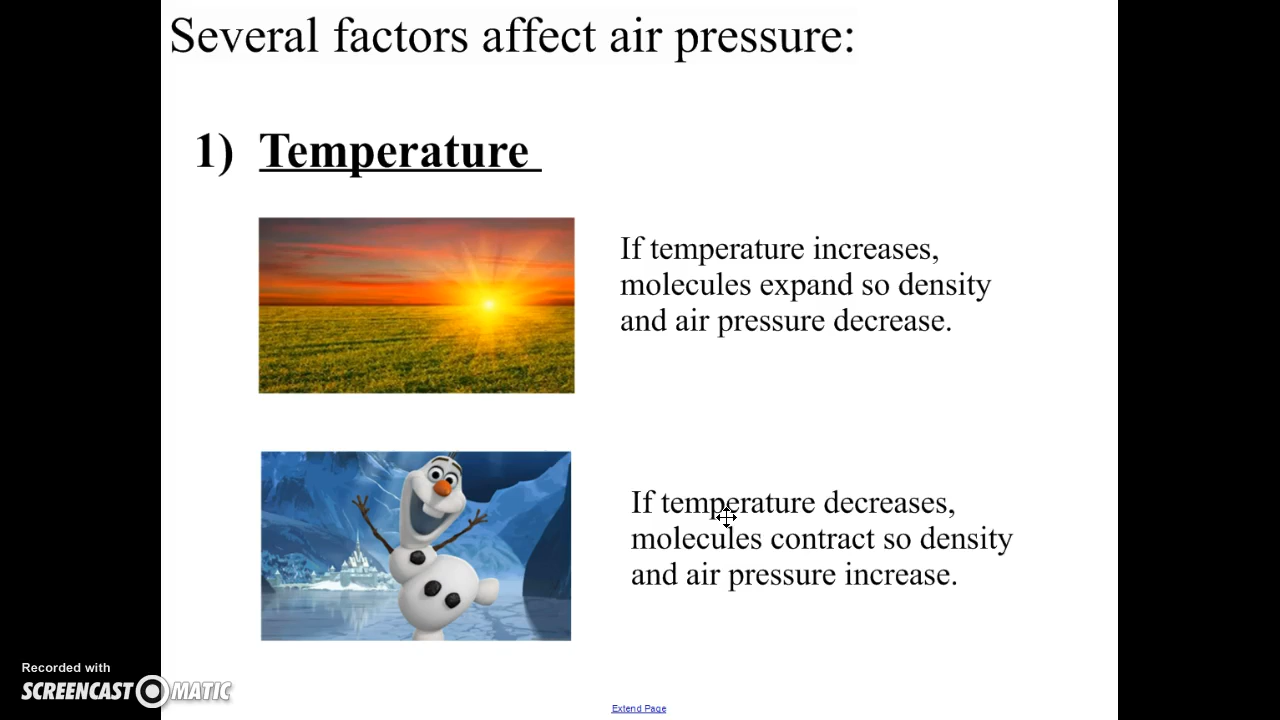 Several factors affect air pressure:
1) Temperature
If temperature increases,
molecules expand so density
and air pressure decrease.
If temperature decreases,
molecules contract so density
and air pressure increase.
Recorded with
SCREENCAST MATIC
Extend Page